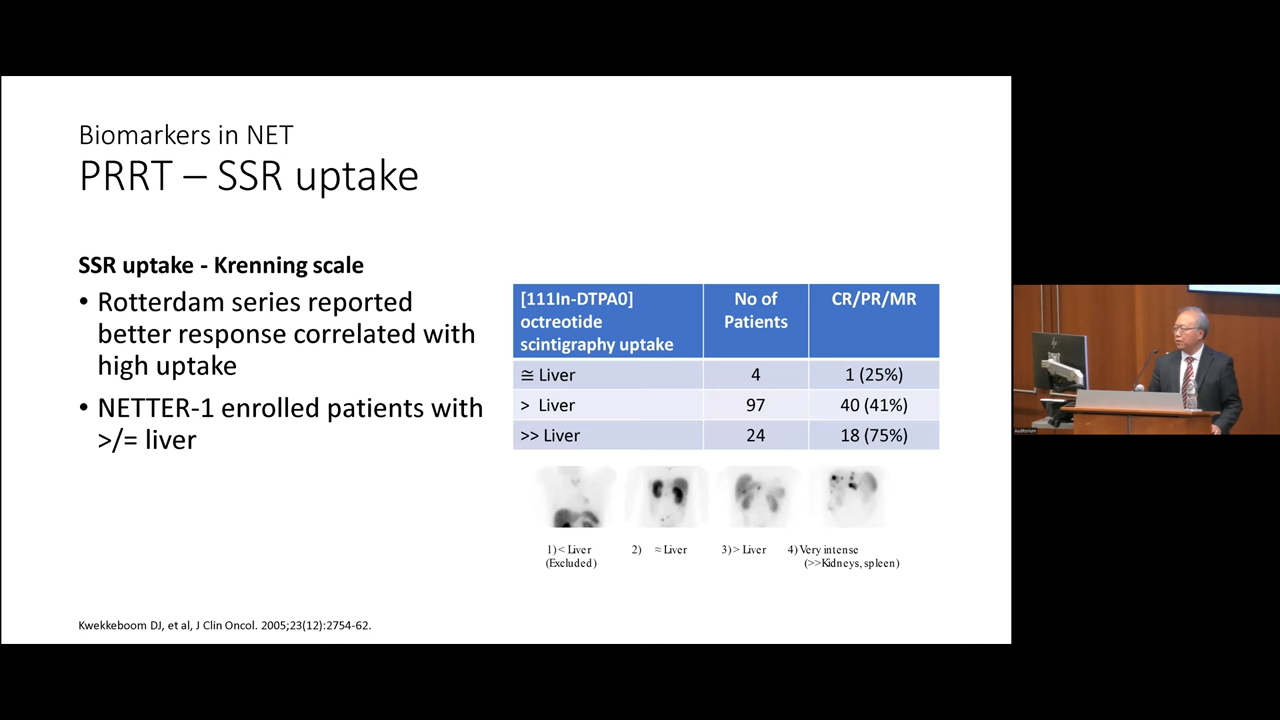 Biomarkers in NET
PRRT – SSR uptake
SSR uptake - Krenning scale
• Rotterdam series reported
better response correlated with
high uptake
• NETTER-1 enrolled patients with
>/= liver
[111In-DTPA0]
octreotide
scintigraphy uptake
No of
Patients
CR/PR/MR
≅ Liver 4 1 (25%)
> Liver 97 40 (41%)
>> Liver 24 18 (75%)
1) < Liver
(Excluded)
2) ≈ Liver
3) > Liver
4) Very intense
(>>Kidneys, spleen)
Kwekkeboom DJ, et al, J Clin Oncol. 2005;23(12):2754-62.
Auditorium